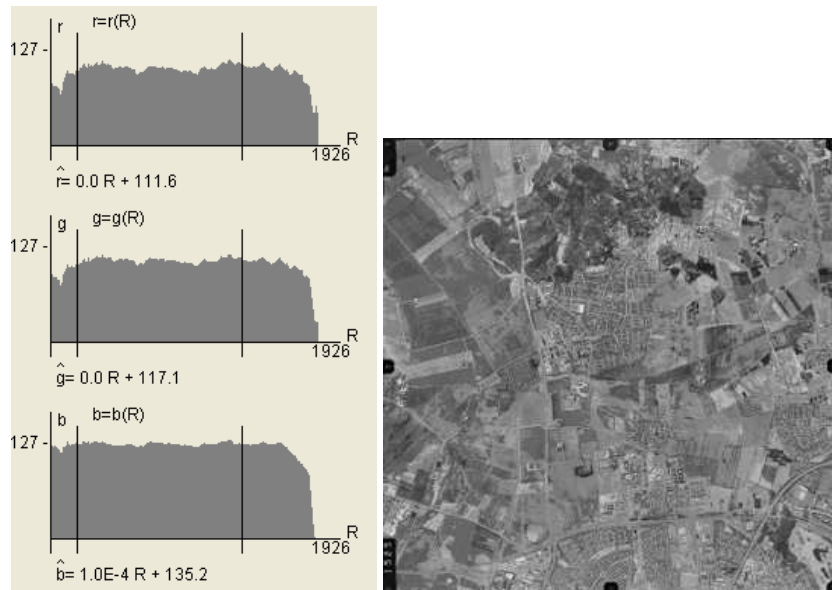 r r=r(R)
127 -
R
1926
r̂= 0.0 R + 111.6
g g=g(R)
127 -
R
1926
ĝ= 0.0 R + 117.1
b b=b(R)
127 -
R
1926
b̂= 1.0E-4 R + 135.2